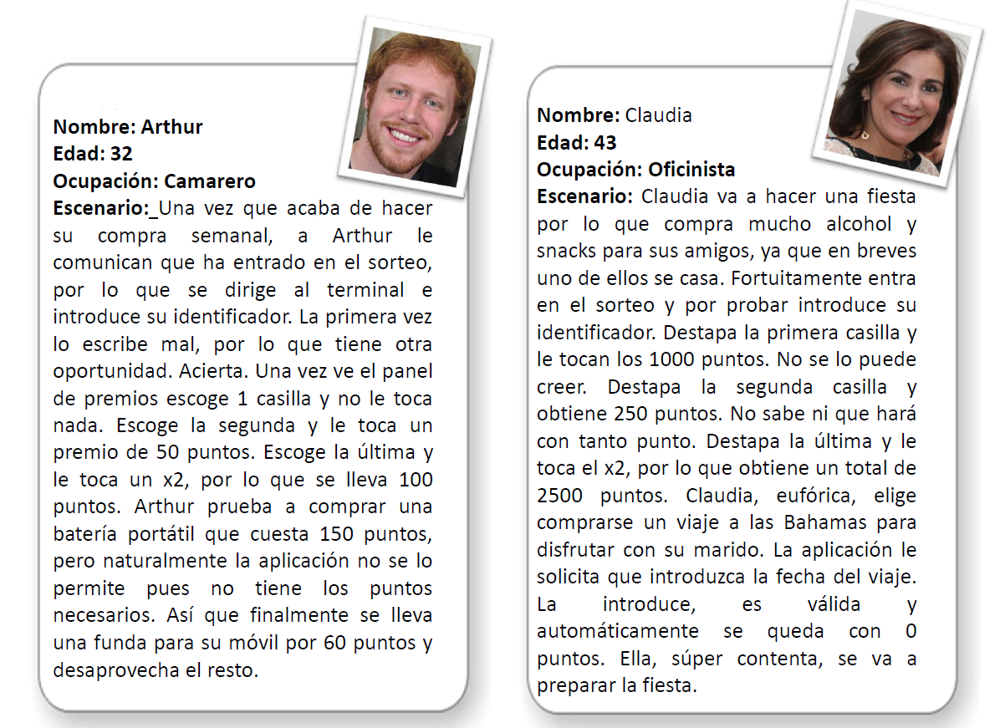 Nombre: Arthur
Edad: 32
Ocupación: Camarero
Escenario:_Una vez que acaba de hacer
su compra semanal, a Arthur le
comunican que ha entrado en el sorteo,
por lo que se dirige al terminal e
introduce su identificador. La primera vez
lo escribe mal, por lo que tiene otra
oportunidad. Acierta. Una vez ve el panel
de premios escoge 1 casilla y no le toca
nada. Escoge la segunda y le toca un
premio de 50 puntos. Escoge la última y
le toca un x2, por lo que se lleva 100
puntos. Arthur prueba a comprar una
batería portátil que cuesta 150 puntos,
pero naturalmente la aplicación no se lo
permite pues no tiene los puntos
necesarios. Así que finalmente se lleva
una funda para su móvil por 60 puntos y
desaprovecha el resto.
Nombre: Claudia
Edad: 43
Ocupación: Oficinista
Escenario: Claudia va a hacer una fiesta
por lo que compra mucho alcohol y
snacks para sus amigos, ya que en breves
uno de ellos se casa. Fortuitamente entra
en el sorteo y por probar introduce su
identificador. Destapa la primera casilla y
le tocan los 1000 puntos. No se lo puede
creer. Destapa la segunda casilla y
obtiene 250 puntos. No sabe ni que hará
con tanto punto. Destapa la última y le
toca el x2, por lo que obtiene un total de
2500 puntos. Claudia, eufórica, elige
comprarse un viaje a las Bahamas para
disfrutar con su marido. La aplicación le
solicita que introduzca la fecha del viaje.
La introduce, es válida y
automáticamente se queda con 0
puntos. Ella, súper contenta, se va a
preparar la fiesta.